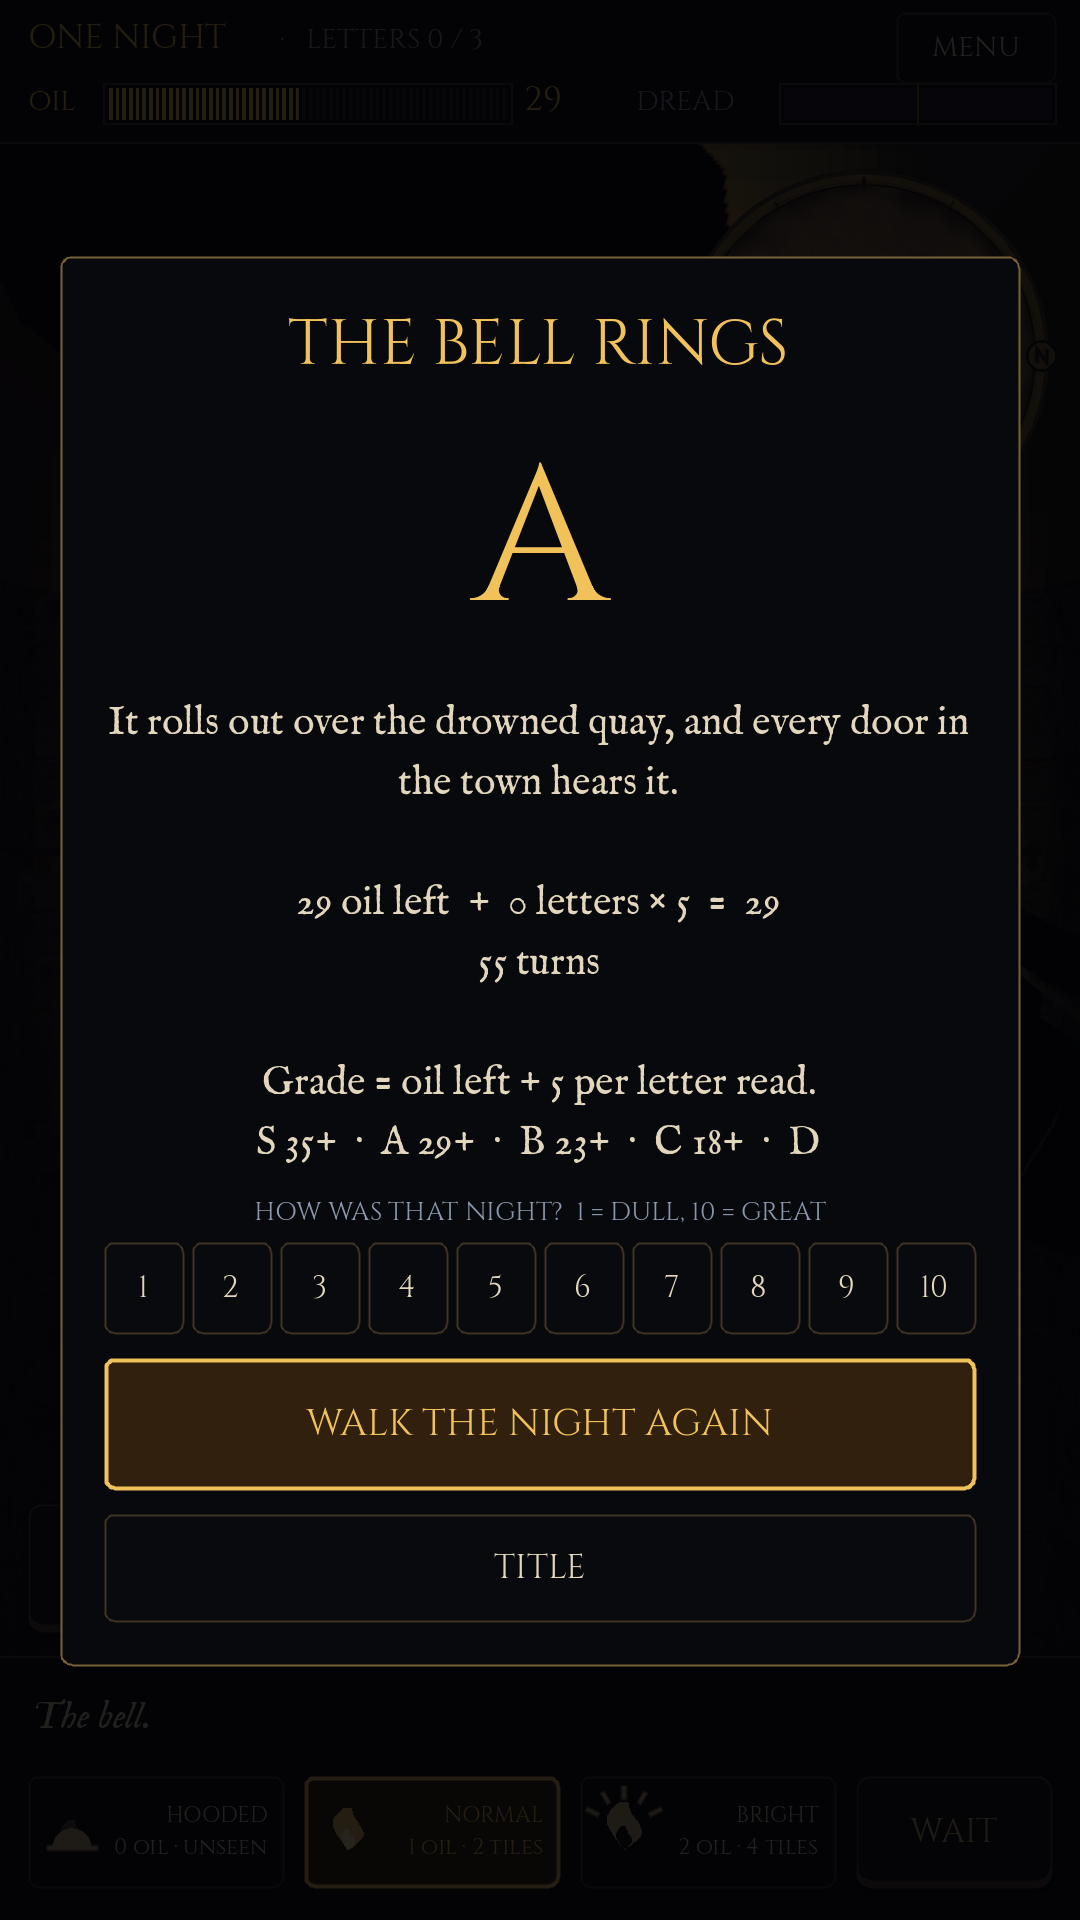 ONE NIGHT · LETTERS 0 / 3
MENU
OIL 29 DREAD
N
THE BELL RINGS
A
It rolls out over the drowned quay, and every door in
the town hears it.
29 oil left + 0 letters × 5 = 29
55 turns
Grade = oil left + 5 per letter read.
S 35+ · A 29+ · B 23+ · C 18+ · D
HOW WAS THAT NIGHT? 1 = DULL, 10 = GREAT
1 2 3 4 5 6 7 8 9 10
WALK THE NIGHT AGAIN
TITLE
The bell.
HOODED
0 OIL · UNSEEN
NORMAL
1 OIL · 2 TILES
BRIGHT
2 OIL · 4 TILES
WAIT